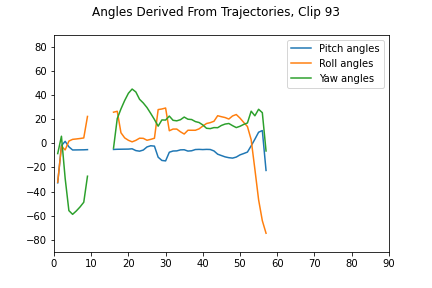 Angles Derived From Trajectories, Clip 93
Pitch angles
Roll angles
Yaw angles
80
60
40
20
0
−20
−40
−60
−80
0 10 20 30 40 50 60 70 80 90